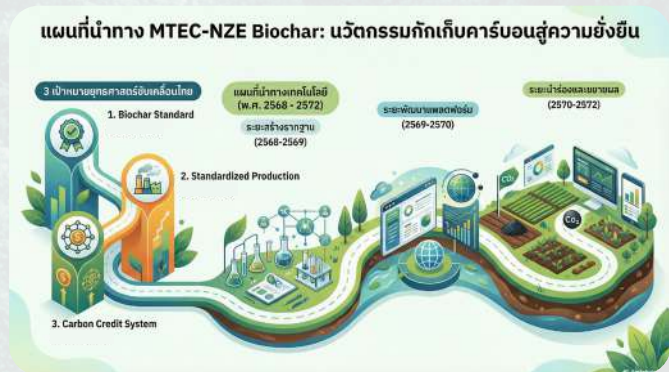 แผนที่นำทาง MTEC-NZE Biochar: นวัตกรรมกักเก็บคาร์บอนสู่ความยั่งยืน
3 เป้าหมายยุทธศาสตร์ขับเคลื่อนไทย
1. Biochar Standard
2. Standardized Production
3. Carbon Credit System
แผนที่นำทางเทคโนโลยี
(พ.ศ. 2568 - 2572)
ระยะสร้างรากฐาน
(2568-2569)
ระยะพัฒนาแพลตฟอร์ม
(2569-2570)
ระยะนำร่องและขยายผล
(2570-2572)
CO₂
CO₂